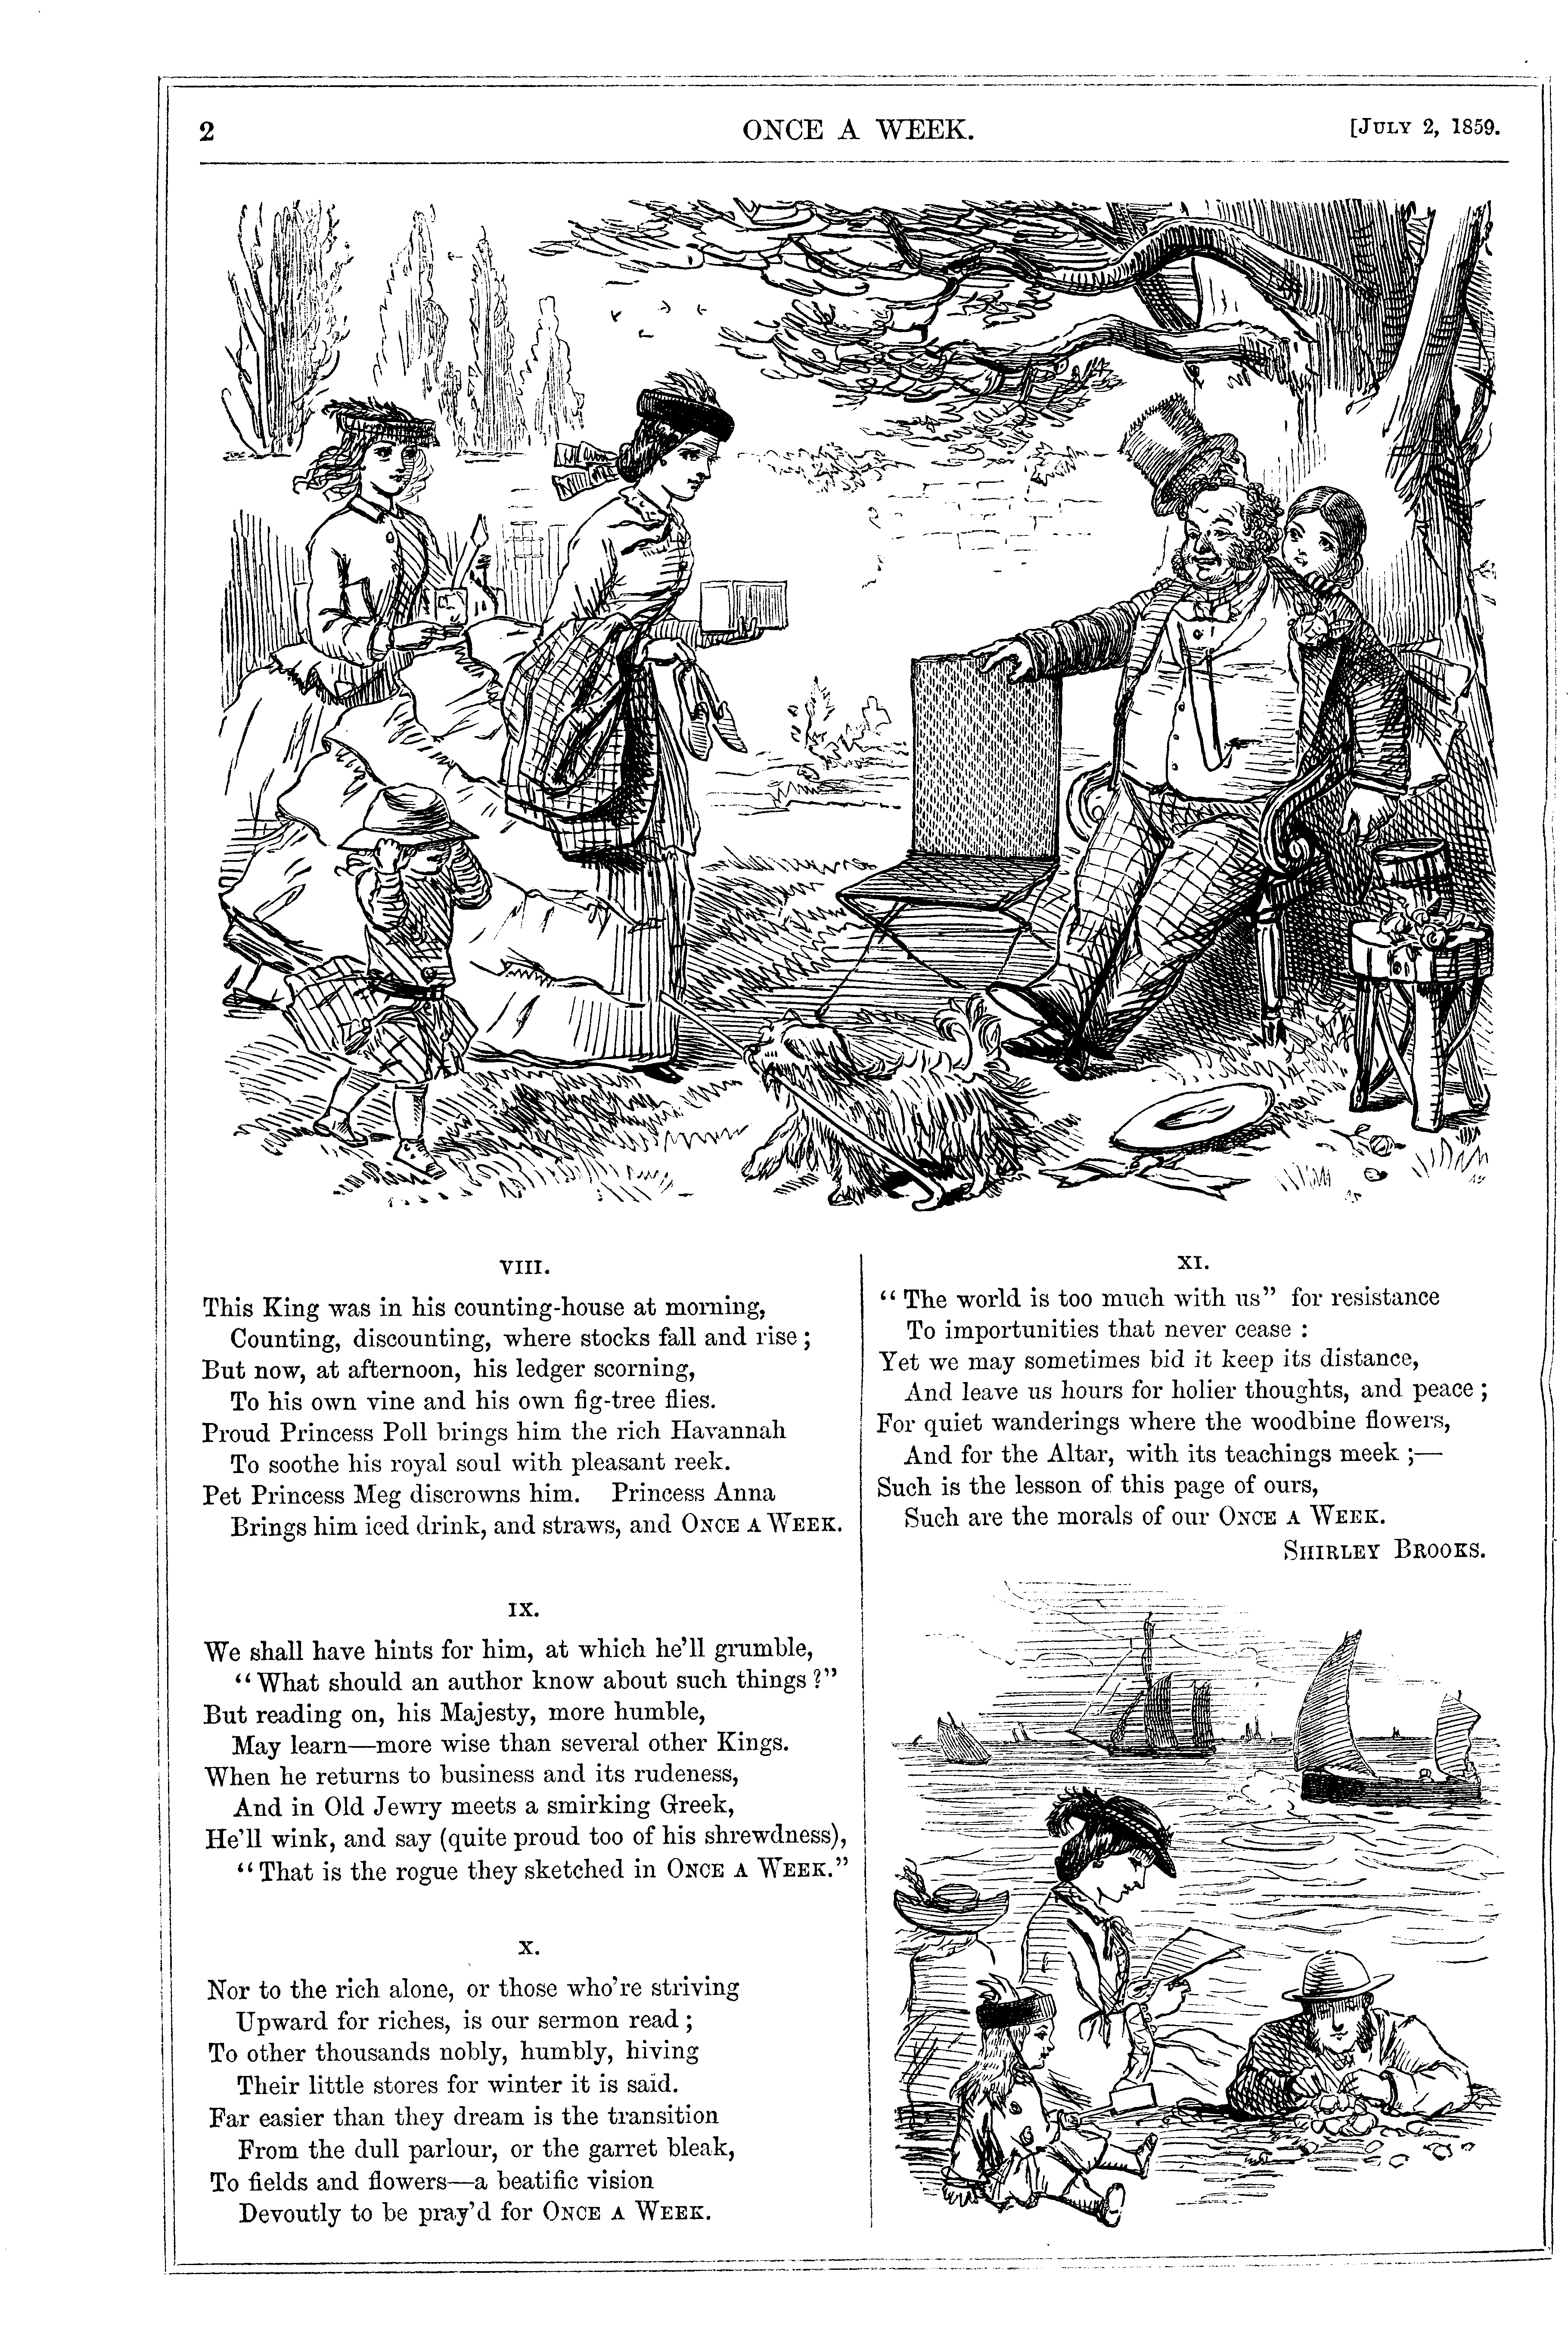 2
ONCE A WEEK.
[JULY 2, 1859.
VIII.
This King was in his counting-house at morning,
Counting, discounting, where stocks fall and rise;
But now, at afternoon, his ledger scorning,
To his own vine and his own fig-tree flies.
Proud Princess Poll brings him the rich Havannah
To soothe his royal soul with pleasant reek.
Pet Princess Meg discrowns him. Princess Anna
Brings him iced drink, and straws, and ONCE A WEEK.
IX.
We shall have hints for him, at which he'll grumble,
"What should an author know about such things?"
But reading on, his Majesty, more humble,
May learn—more wise than several other Kings.
When he returns to business and its rudeness,
And in Old Jewry meets a smirking Greek,
He'll wink, and say (quite proud too of his shrewdness),
"That is the rogue they sketched in ONCE A WEEK."
X.
Nor to the rich alone, or those who're striving
Upward for riches, is our sermon read;
To other thousands nobly, humbly, hiving
Their little stores for winter it is said.
Far easier than they dream is the transition
From the dull parlour, or the garret bleak,
To fields and flowers—a beatific vision
Devoutly to be pray'd for ONCE A WEEK.
XI.
"The world is too much with us" for resistance
To importunities that never cease:
Yet we may sometimes bid it keep its distance,
And leave us hours for holier thoughts, and peace;
For quiet wanderings where the woodbine flowers,
And for the Altar, with its teachings meek;—
Such is the lesson of this page of ours,
Such are the morals of our ONCE A WEEK.
SHIRLEY BROOKS.